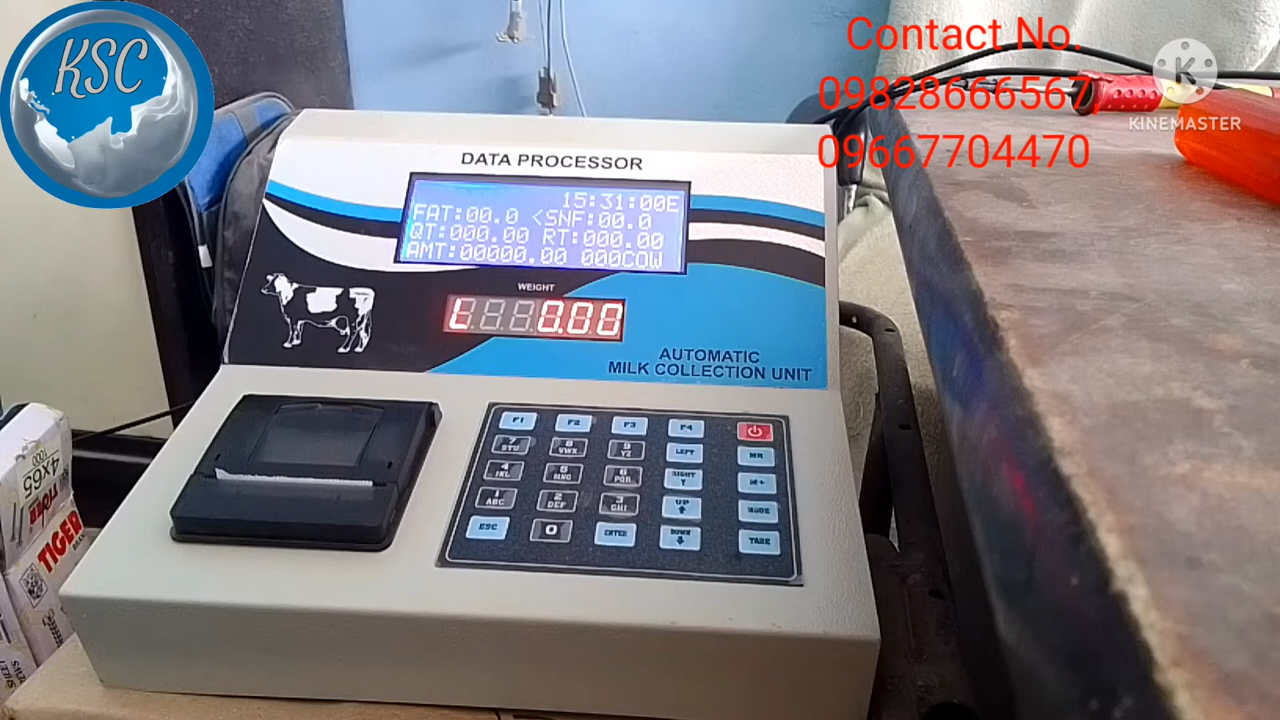 KSC
Contact No.
09828666567,
09667704470
KINEMASTER
DATA PROCESSOR
15:31:00E
FAT:00.0 <SNF:00.0
QT:000.00 RT:000.00
AMT:00000.00 000COW
WEIGHT
L 0.00
AUTOMATIC
MILK COLLECTION UNIT
F1 F2 F3 F4
7 STU 8 VWX 9 YZ LEFT MR
4 JKL 5 MNO 6 PQR RIGHT M+
1 ABC 2 DEF 3 GHI UP MODE
ESC 0 ENTER DOWN TARE
4X65
1000
TIGER
TIGER